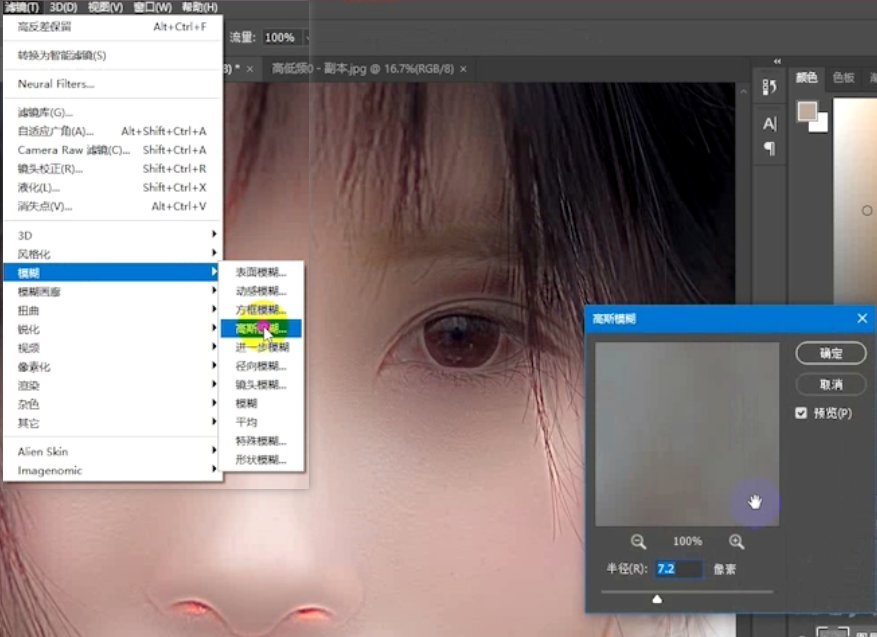 滤镜(T) 3D(D) 视图(V) 窗口(W) 帮助(H)
高反差保留 Alt+Ctrl+F
流量: 100%
转换为智能滤镜(S)
3) * × 高低频0 - 副本.jpg @ 16.7%(RGB/8) ×
Neural Filters...
颜色 色板
滤镜库(G)...
自适应广角(A)... Alt+Shift+Ctrl+A
Camera Raw 滤镜(C)... Shift+Ctrl+A
镜头校正(R)... Shift+Ctrl+R
液化(L)... Shift+Ctrl+X
消失点(V)... Alt+Ctrl+V
3D
风格化
模糊
模糊画廊
扭曲
锐化
视频
像素化
渲染
杂色
其它
Alien Skin
Imagenomic
表面模糊...
动感模糊...
方框模糊...
高斯模糊...
进一步模糊
径向模糊...
镜头模糊...
模糊
平均
特殊模糊...
形状模糊...
高斯模糊
确定
取消
预览(P)
100%
半径(R): 7.2 像素